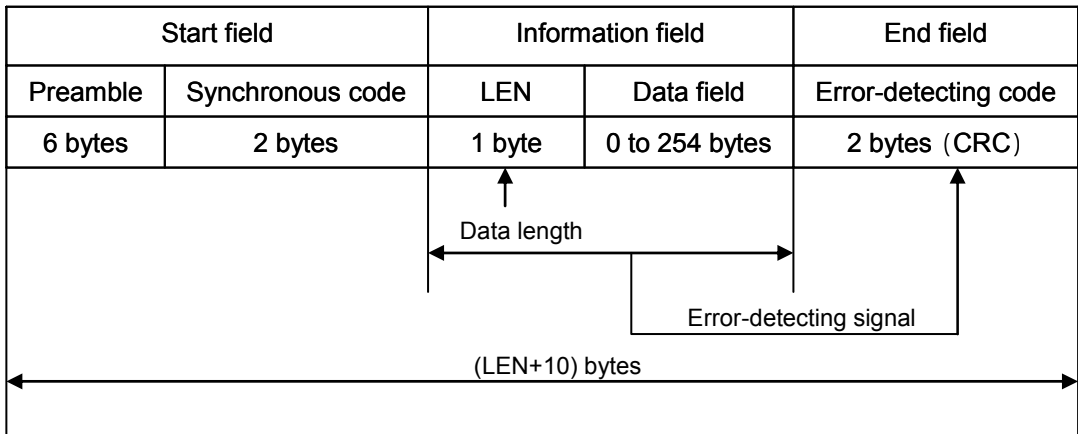 Start field Information field End field
Preamble Synchronous code LEN Data field Error-detecting code
6 bytes 2 bytes 1 byte 0 to 254 bytes 2 bytes (CRC)
Data length
Error-detecting signal
(LEN+10) bytes